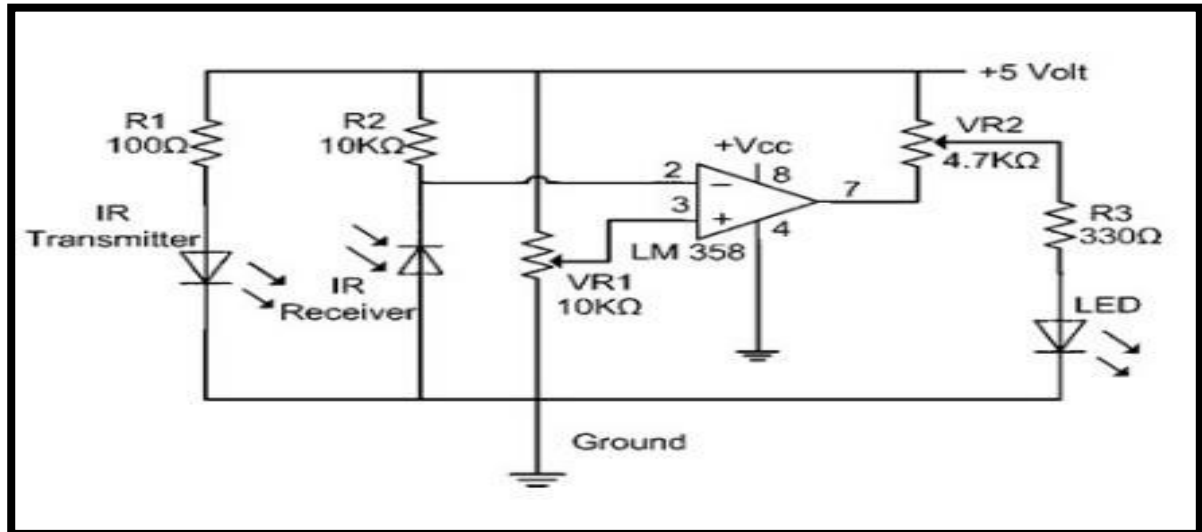 +5 Volt
R1
100Ω
R2
10KΩ
+Vcc
VR2
4.7KΩ
2
8
7
3
4
LM 358
R3
330Ω
IR
Transmitter
IR
Receiver
VR1
10KΩ
LED
Ground